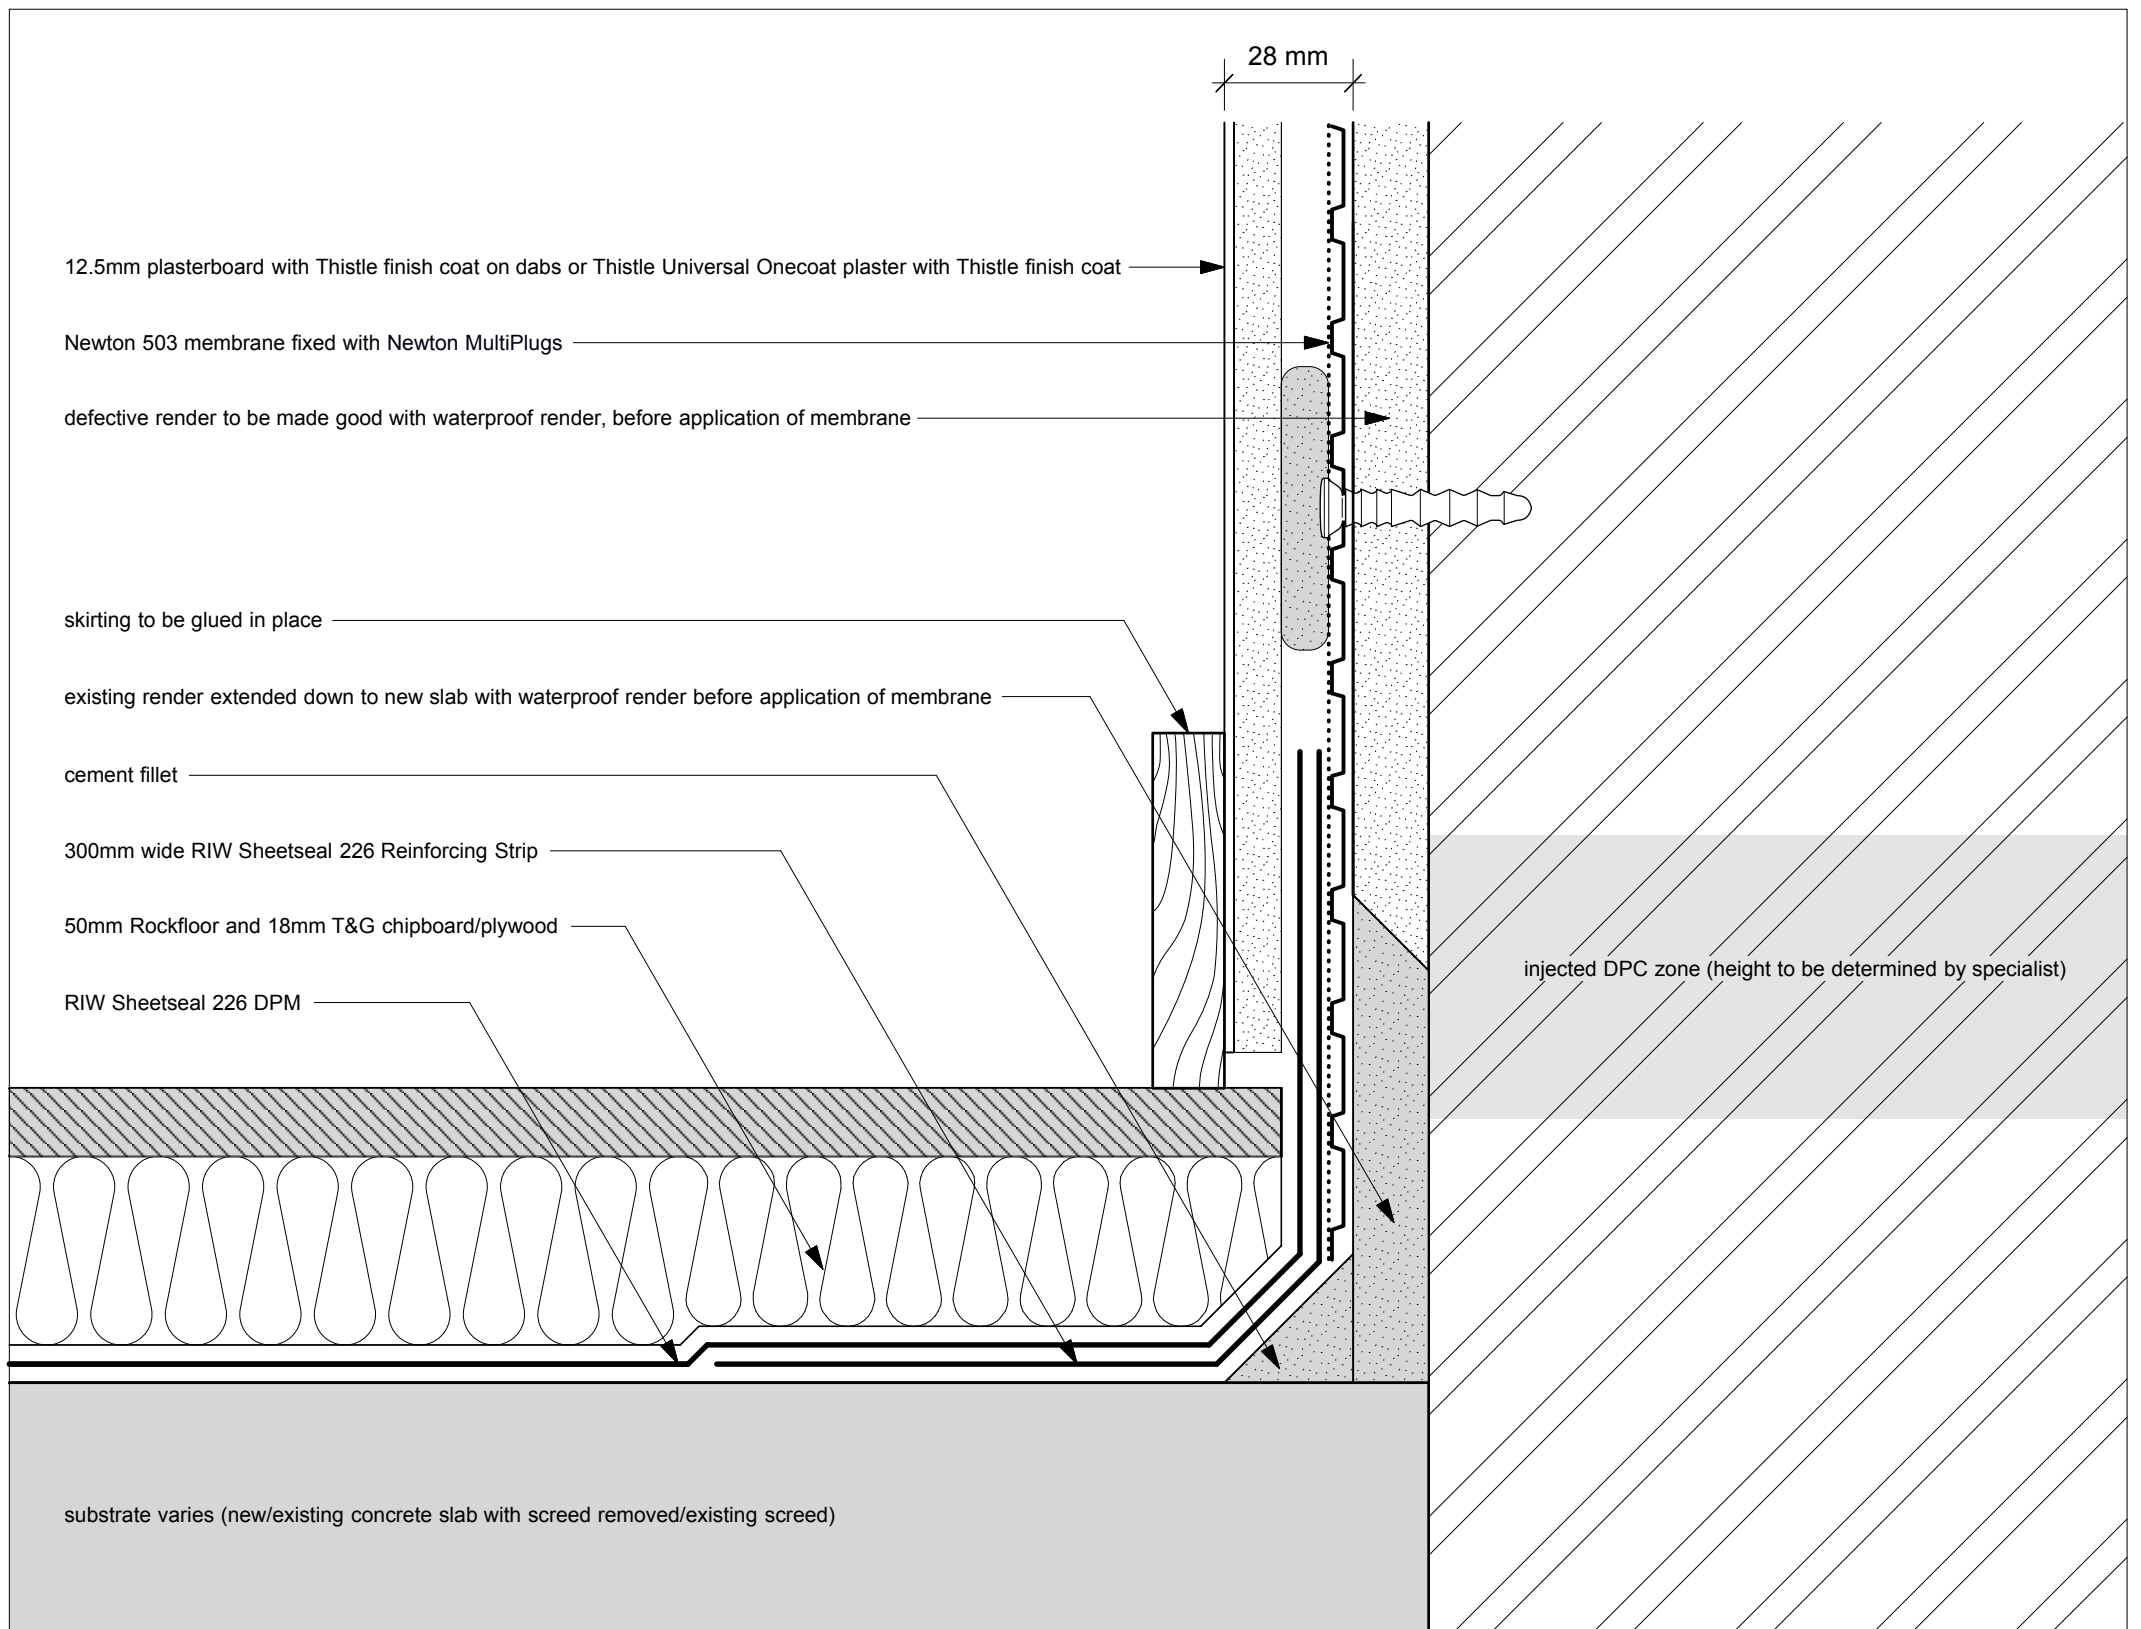 28 mm
12.5mm plasterboard with Thistle finish coat on dabs or Thistle Universal Onecoat plaster with Thistle finish coat
Newton 503 membrane fixed with Newton MultiPlugs
defective render to be made good with waterproof render, before application of membrane
skirting to be glued in place
existing render extended down to new slab with waterproof render before application of membrane
cement fillet
300mm wide RIW Sheetseal 226 Reinforcing Strip
50mm Rockfloor and 18mm T&G chipboard/plywood
injected DPC zone (height to be determined by specialist)
RIW Sheetseal 226 DPM
substrate varies (new/existing concrete slab with screed removed/existing screed)